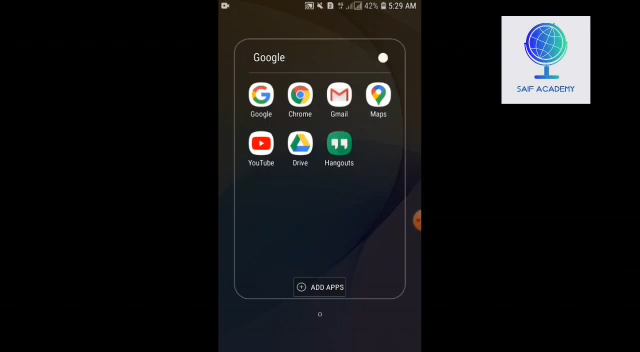 42% 5:29 AM
Google
Google Chrome Gmail Maps
YouTube Drive Hangouts
ADD APPS
SAIF ACADEMY